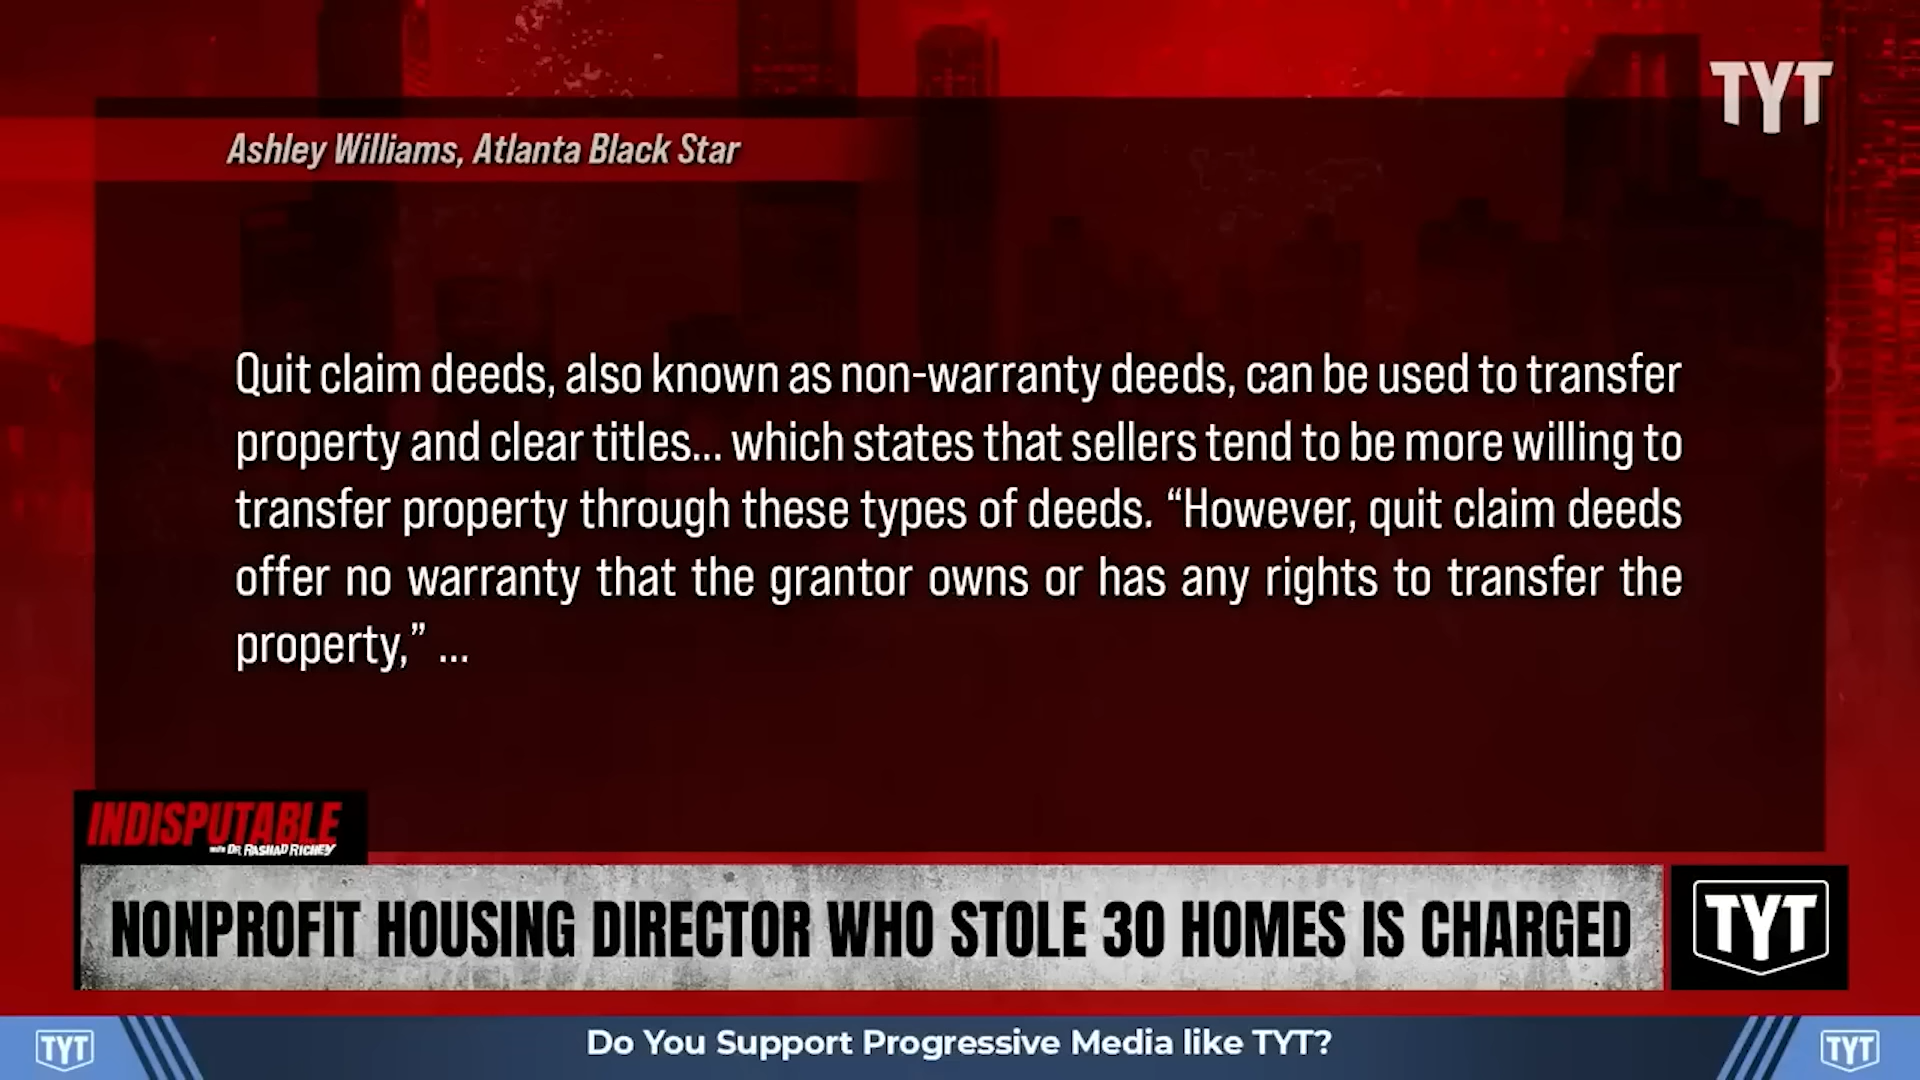 TYT
Ashley Williams, Atlanta Black Star
Quit claim deeds, also known as non-warranty deeds, can be used to transfer
property and clear titles... which states that sellers tend to be more willing to
transfer property through these types of deeds. “However, quit claim deeds
offer no warranty that the grantor owns or has any rights to transfer the
property,” ...
INDISPUTABLE
WITH DR. RASHAD RICHEY
NONPROFIT HOUSING DIRECTOR WHO STOLE 30 HOMES IS CHARGED
TYT
TYT
Do You Support Progressive Media like TYT?
TYT